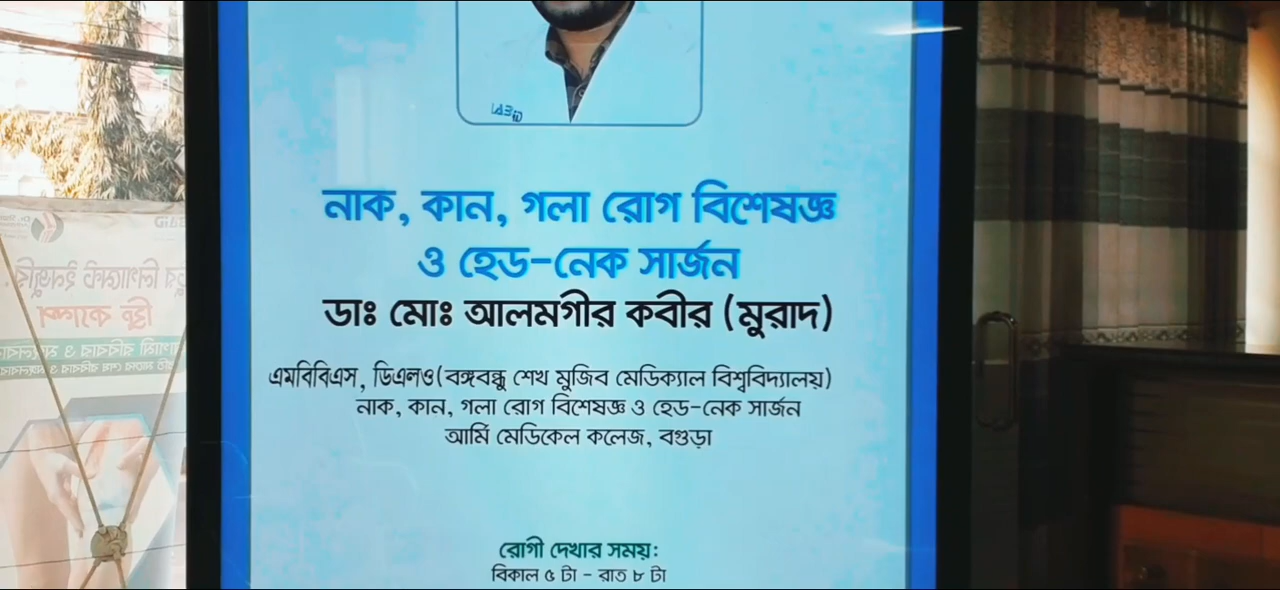 LABAID
নাক, কান, গলা রোগ বিশেষজ্ঞ
ও হেড-নেক সার্জন
ডাঃ মোঃ আলমগীর কবীর (মুরাদ)
এমবিবিএস, ডিএলও(বঙ্গবন্ধু শেখ মুজিব মেডিক্যাল বিশ্ববিদ্যালয়)
নাক, কান, গলা রোগ বিশেষজ্ঞ ও হেড-নেক সার্জন
আর্মি মেডিকেল কলেজ, বগুড়া
রোগী দেখার সময়:
বিকাল ৫ টা - রাত ৮ টা